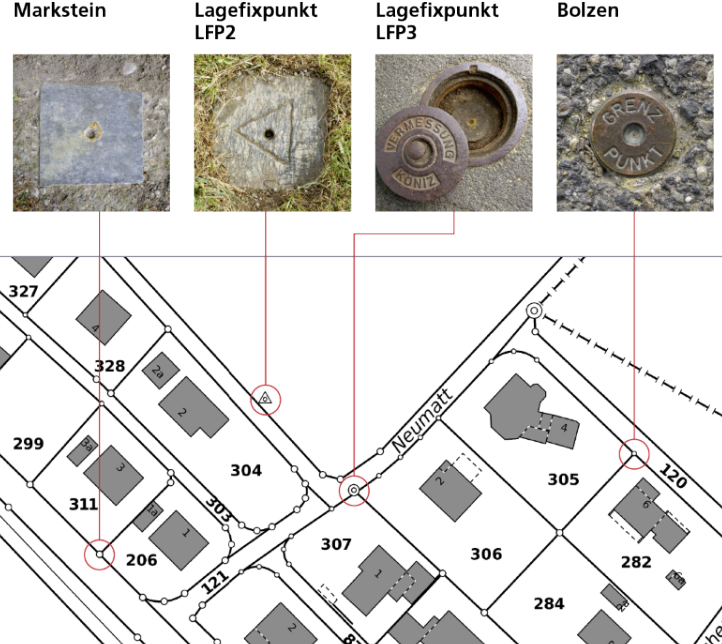 Markstein
Lagefixpunkt
LFP2
Lagefixpunkt
LFP3
Bolzen
VERMESSUNG
KÖNIZ
GRENZ
PUNKT
327
4
328
2a
2
Neumatt
4
299
3a
3
304
2
305
120
311
303
6
1a
1
206
307
306
282
6a
121
1
284
2